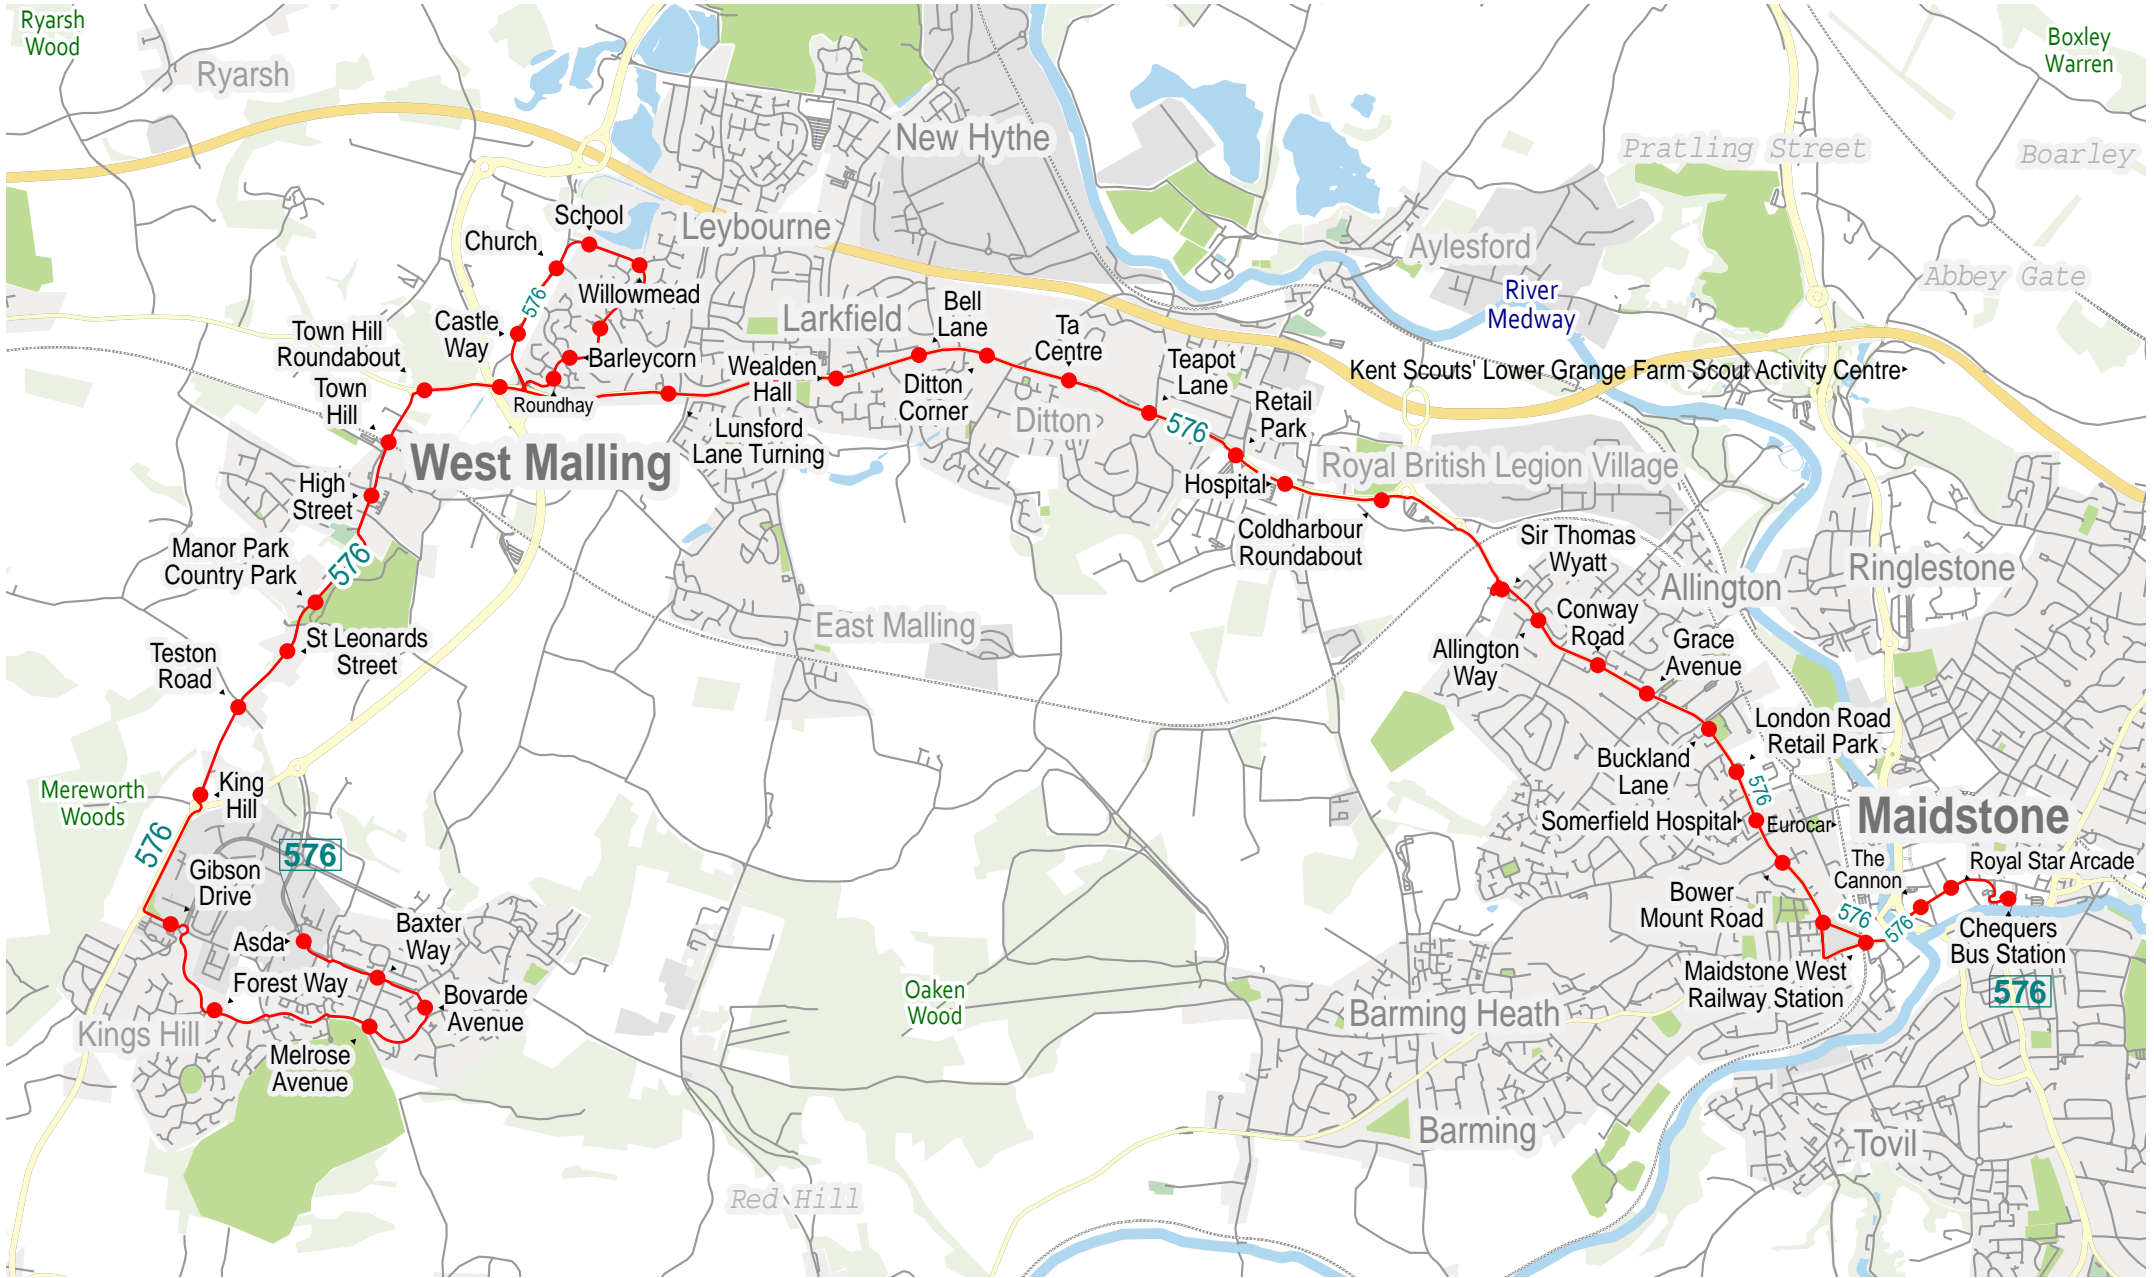 Ryarsh
Wood
Ryarsh
Boxley
Warren
New Hythe
Pratling Street
Boarley
School
Church
Leybourne
Aylesford
Abbey Gate
576
Willowmead
River
Medway
Castle
Way
Town Hill
Roundabout
Larkfield
Bell
Lane
Ta
Centre
Teapot
Lane
Barleycorn
Wealden
Hall
Kent Scouts' Lower Grange Farm Scout Activity Centre
Town
Hill
Roundhay
Ditton
Corner
Ditton
576
Retail
Park
Lunsford
Lane Turning
West Malling
Royal British Legion Village
High
Street
Hospital
Coldharbour
Roundabout
Sir Thomas
Wyatt
Manor Park
Country Park
576
Ringlestone
Allington
East Malling
Conway
Road
Grace
Avenue
St Leonards
Street
Teston
Road
Allington
Way
London Road
Retail Park
Buckland
Lane
Mereworth
Woods
King
Hill
576
Somerfield Hospital
Eurocar
Maidstone
576
576
Gibson
Drive
The
Cannon
Royal Star Arcade
Bower
Mount Road
576
576
Chequers
Bus Station
576
Baxter
Way
Asda
Forest Way
Bovarde
Avenue
Maidstone West
Railway Station
Oaken
Wood
Kings Hill
Barming Heath
Melrose
Avenue
Barming
Tovil
Red Hill